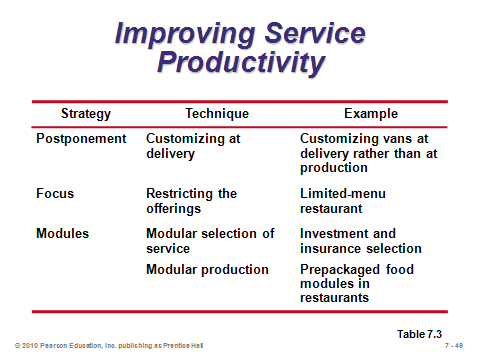 Improving Service
Productivity
Strategy Technique Example
Postponement Customizing at Customizing vans at
delivery delivery rather than at
production
Focus Restricting the Limited-menu
offerings restaurant
Modules Modular selection of Investment and
service insurance selection
Modular production Prepackaged food
modules in
restaurants
Table 7.3
© 2010 Pearson Education, Inc. publishing as Prentice Hall 7 - 49